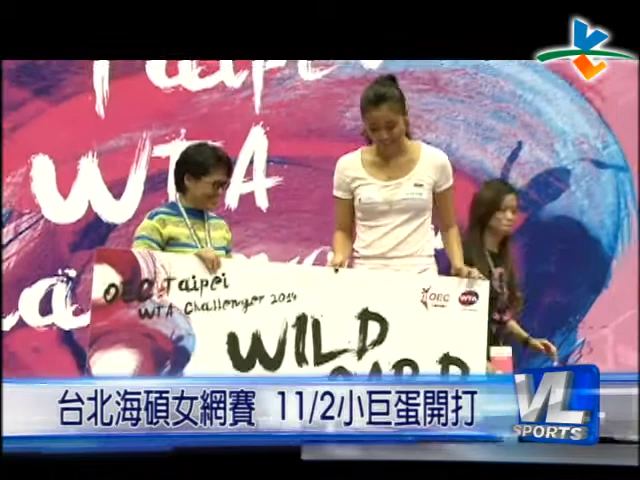 Taipei
WTA
OEC Taipei
WTA Challenger 2014
WILD
OEC
WTA
台北海碩女網賽 11/2小巨蛋開打
VL
SPORTS